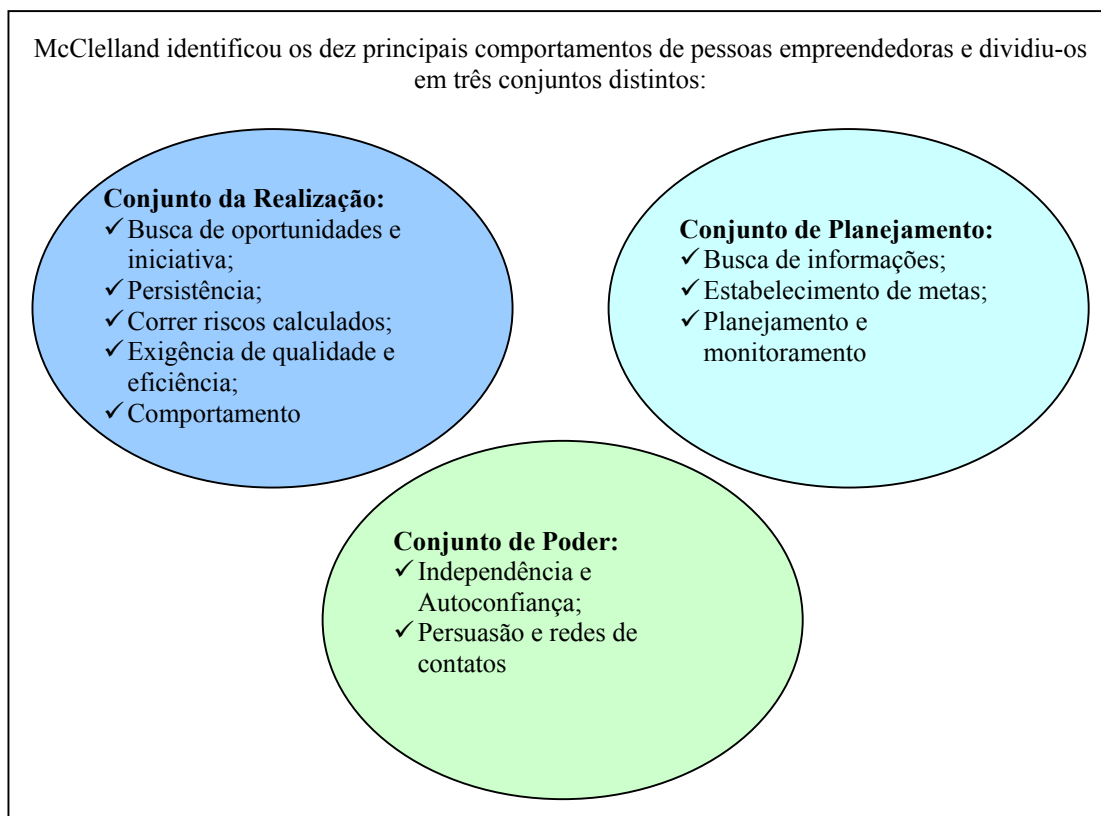 McClelland identificou os dez principais comportamentos de pessoas empreendedoras e dividiu-os
em três conjuntos distintos:
Conjunto da Realização:
✓ Busca de oportunidades e
iniciativa;
✓ Persistência;
✓ Correr riscos calculados;
✓ Exigência de qualidade e
eficiência;
✓ Comportamento
Conjunto de Planejamento:
✓ Busca de informações;
✓ Estabelecimento de metas;
✓ Planejamento e
monitoramento
Conjunto de Poder:
✓ Independência e
Autoconfiança;
✓ Persuasão e redes de
contatos